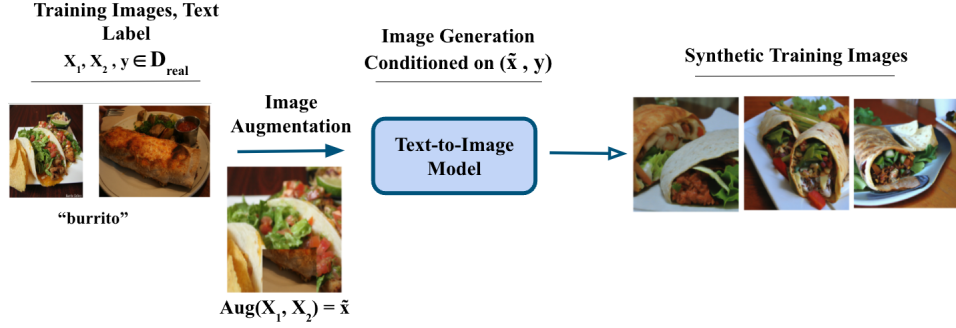 Training Images, Text
Label
X₁, X₂ , y ∈ D_real
“burrito”
Image
Augmentation
Aug(X₁, X₂) = x̃
Image Generation
Conditioned on (x̃ , y)
Text-to-Image
Model
Synthetic Training Images